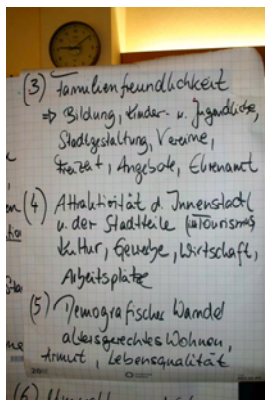 (3) Familienfreundlichkeit
⇒ Bildung, Kinder- u. Jugendliche,
Stadtgestaltung, Vereine,
Freizeit, Angebote, Ehrenamt
(4) Attraktivität d. Innenstadt
u. der Stadtteile (Tourismus
Kultur, Gewerbe, Wirtschaft,
Arbeitsplätze
(5) Demografischer Wandel
altersgerechtes Wohnen,
Armut, Lebensqualität
(6)